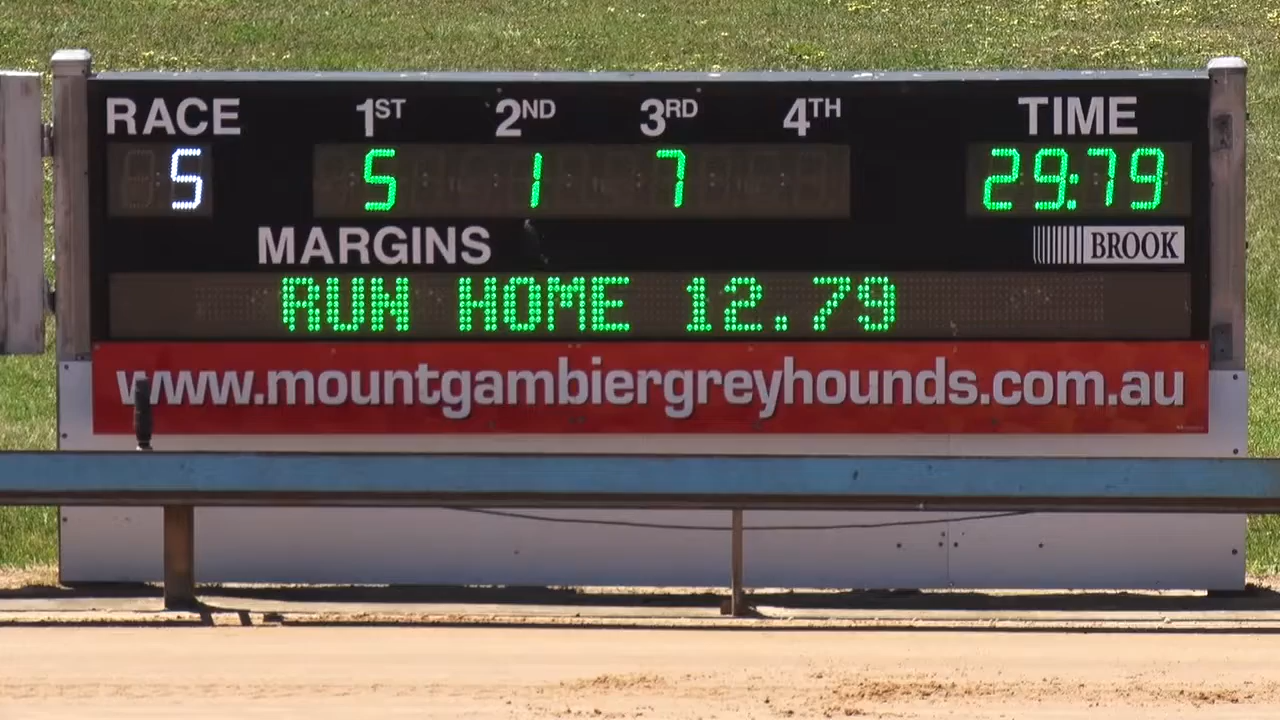 RACE 1ST 2ND 3RD 4TH TIME
5 5 1 7 29:79
MARGINS BROOK
RUN HOME 12.79
www.mountgambiergreyhounds.com.au